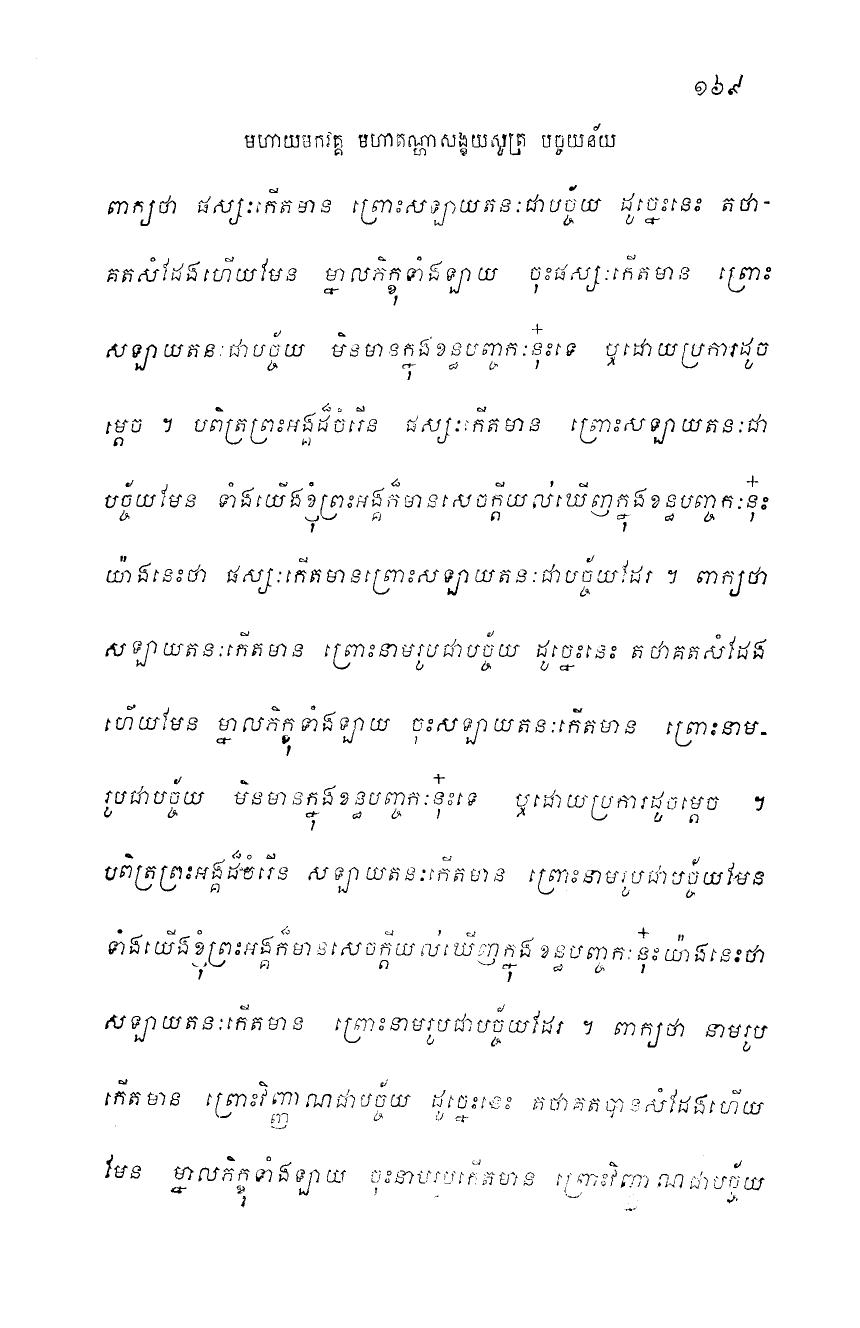 ១៦៩
មហាយមកវគ្គ មហាតណ្ហាសង្ខយសូត្រ បច្ចយន័យ
ពាក្យថា ផស្សៈកើតមាន ព្រោះសឡាយតនៈជាបច្ច័យ ដូច្នេះនេះ តថា-
គតសំដែងហើយមែន ម្នាលភិក្ខុទាំងឡាយ ចុះផស្សៈកើតមាន ព្រោះ
សឡាយតនៈជាបច្ច័យ មិនមានក្នុងខន្ធបញ្ចកៈនុ៎ះទេ ឬដោយប្រការដូច
ម្តេច ។ បពិត្រព្រះអង្គដ៏ចំរើន ផស្សៈកើតមាន ព្រោះសឡាយតនៈជា
បច្ច័យមែន ទាំងយើងខ្ញុំព្រះអង្គក៏មានសេចក្តីយល់ឃើញក្នុងខន្ធបញ្ចកៈនុ៎ះ
យ៉ាងនេះថា ផស្សៈកើតមានព្រោះសឡាយតនៈជាបច្ច័យដែរ ។ ពាក្យថា
សឡាយតនៈកើតមាន ព្រោះនាមរូបជាបច្ច័យ ដូច្នេះនេះ តថាគតសំដែង
ហើយមែន ម្នាលភិក្ខុទាំងឡាយ ចុះសឡាយតនៈកើតមាន ព្រោះនាម-
រូបជាបច្ច័យ មិនមានក្នុងខន្ធបញ្ចកៈនុ៎ះទេ ឬដោយប្រការដូចម្តេច ។
បពិត្រព្រះអង្គដ៏ចំរើន សឡាយតនៈកើតមាន ព្រោះនាមរូបជាបច្ច័យមែន
ទាំងយើងខ្ញុំព្រះអង្គក៏មានសេចក្តីយល់ឃើញក្នុងខន្ធបញ្ចកៈនុ៎ះយ៉ាងនេះថា
សឡាយតនៈកើតមាន ព្រោះនាមរូបជាបច្ច័យដែរ ។ ពាក្យថា នាមរូប
កើតមាន ព្រោះវិញ្ញាណជាបច្ច័យ ដូច្នេះនេះ តថាគតបានសំដែងហើយ
មែន ម្នាលភិក្ខុទាំងឡាយ ចុះនាមរូបកើតមាន ព្រោះវិញ្ញាណជាបច្ច័យ